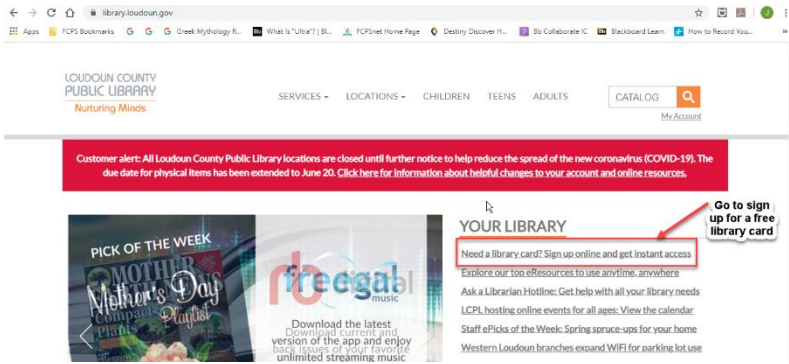 library.loudoun.gov
Apps FCPS Bookmarks G G G Greek Mythology R... Bb What Is "Ultra"? | Bl... FCPSnet Home Page Destiny Discover H... Bb Collaborate IC Blackboard Learn How to Record You... »
LOUDOUN COUNTY
PUBLIC LIBRARY
Nurturing Minds
SERVICES LOCATIONS CHILDREN TEENS ADULTS CATALOG
My Account
Customer alert: All Loudoun County Public Library locations are closed until further notice to help reduce the spread of the new coronavirus (COVID-19). The
due date for physical items has been extended to June 20. Click here for information about helpful changes to your account and online resources.
Go to sign
up for a free
library card
YOUR LIBRARY
Need a library card? Sign up online and get instant access
Explore our top eResources to use anytime, anywhere
Ask a Librarian Hotline: Get help with all your library needs
LCPL hosting online events for all ages: View the calendar
Staff ePicks of the Week: Spring spruce-ups for your home
Western Loudoun branches expand WiFi for parking lot use
PICK OF THE WEEK
MOTHER
Mother's Day
Playlist
Compact
Plants
freegal
music
rb
digital
Download the latest
version of the app and enjoy
unlimited streaming music
Download current and
back issues of your favorite